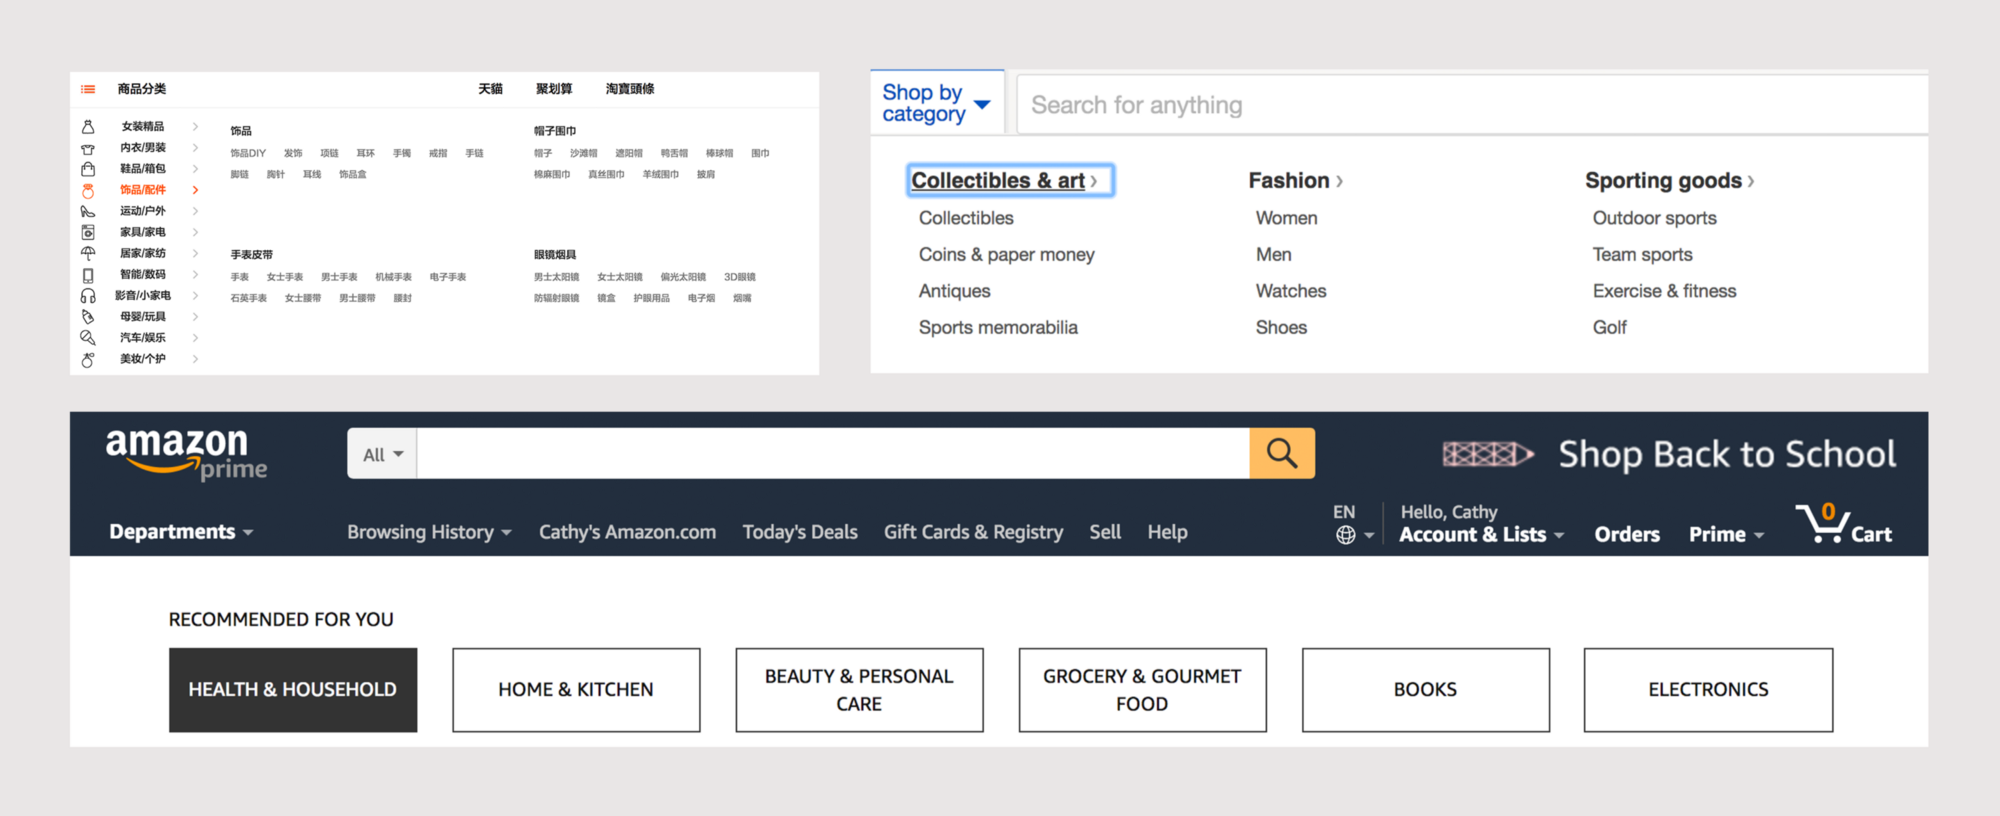 商品分类
天猫 聚划算 淘寶頭條
女装精品
内衣/男装
鞋品/箱包
饰品/配件
运动/户外
家具/家电
居家/家纺
智能/数码
影音/小家电
母婴/玩具
汽车/娱乐
美妆/个护
饰品
饰品DIY 发饰 项链 耳环 手镯 戒指 手链
脚链 胸针 耳线 饰品盒
帽子围巾
帽子 沙滩帽 遮阳帽 鸭舌帽 棒球帽 围巾
棉麻围巾 真丝围巾 羊绒围巾 披肩
手表皮带
手表 女士手表 男士手表 机械手表 电子手表
石英手表 女士腰带 男士腰带 腰封
眼镜烟具
男士太阳镜 女士太阳镜 偏光太阳镜 3D眼镜
防辐射眼镜 镜盒 护眼用品 电子烟 烟嘴
Shop by
category
Search for anything
Collectibles & art
Collectibles
Coins & paper money
Antiques
Sports memorabilia
Fashion
Women
Men
Watches
Shoes
Sporting goods
Outdoor sports
Team sports
Exercise & fitness
Golf
amazon
prime
All
Shop Back to School
Departments
Browsing History Cathy's Amazon.com Today's Deals Gift Cards & Registry Sell Help
EN
Hello, Cathy
Account & Lists
Orders
Prime
0
Cart
RECOMMENDED FOR YOU
HEALTH & HOUSEHOLD
HOME & KITCHEN
BEAUTY & PERSONAL
CARE
GROCERY & GOURMET
FOOD
BOOKS
ELECTRONICS